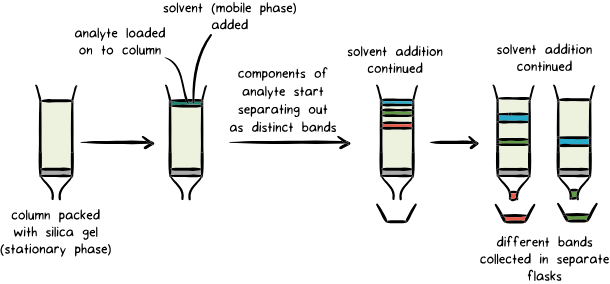 solvent (mobile phase)
added
analyte loaded
on to column
components of
analyte start
separating out
as distinct bands
solvent addition
continued
solvent addition
continued
column packed
with silica gel
(stationary phase)
different bands
collected in separate
flasks